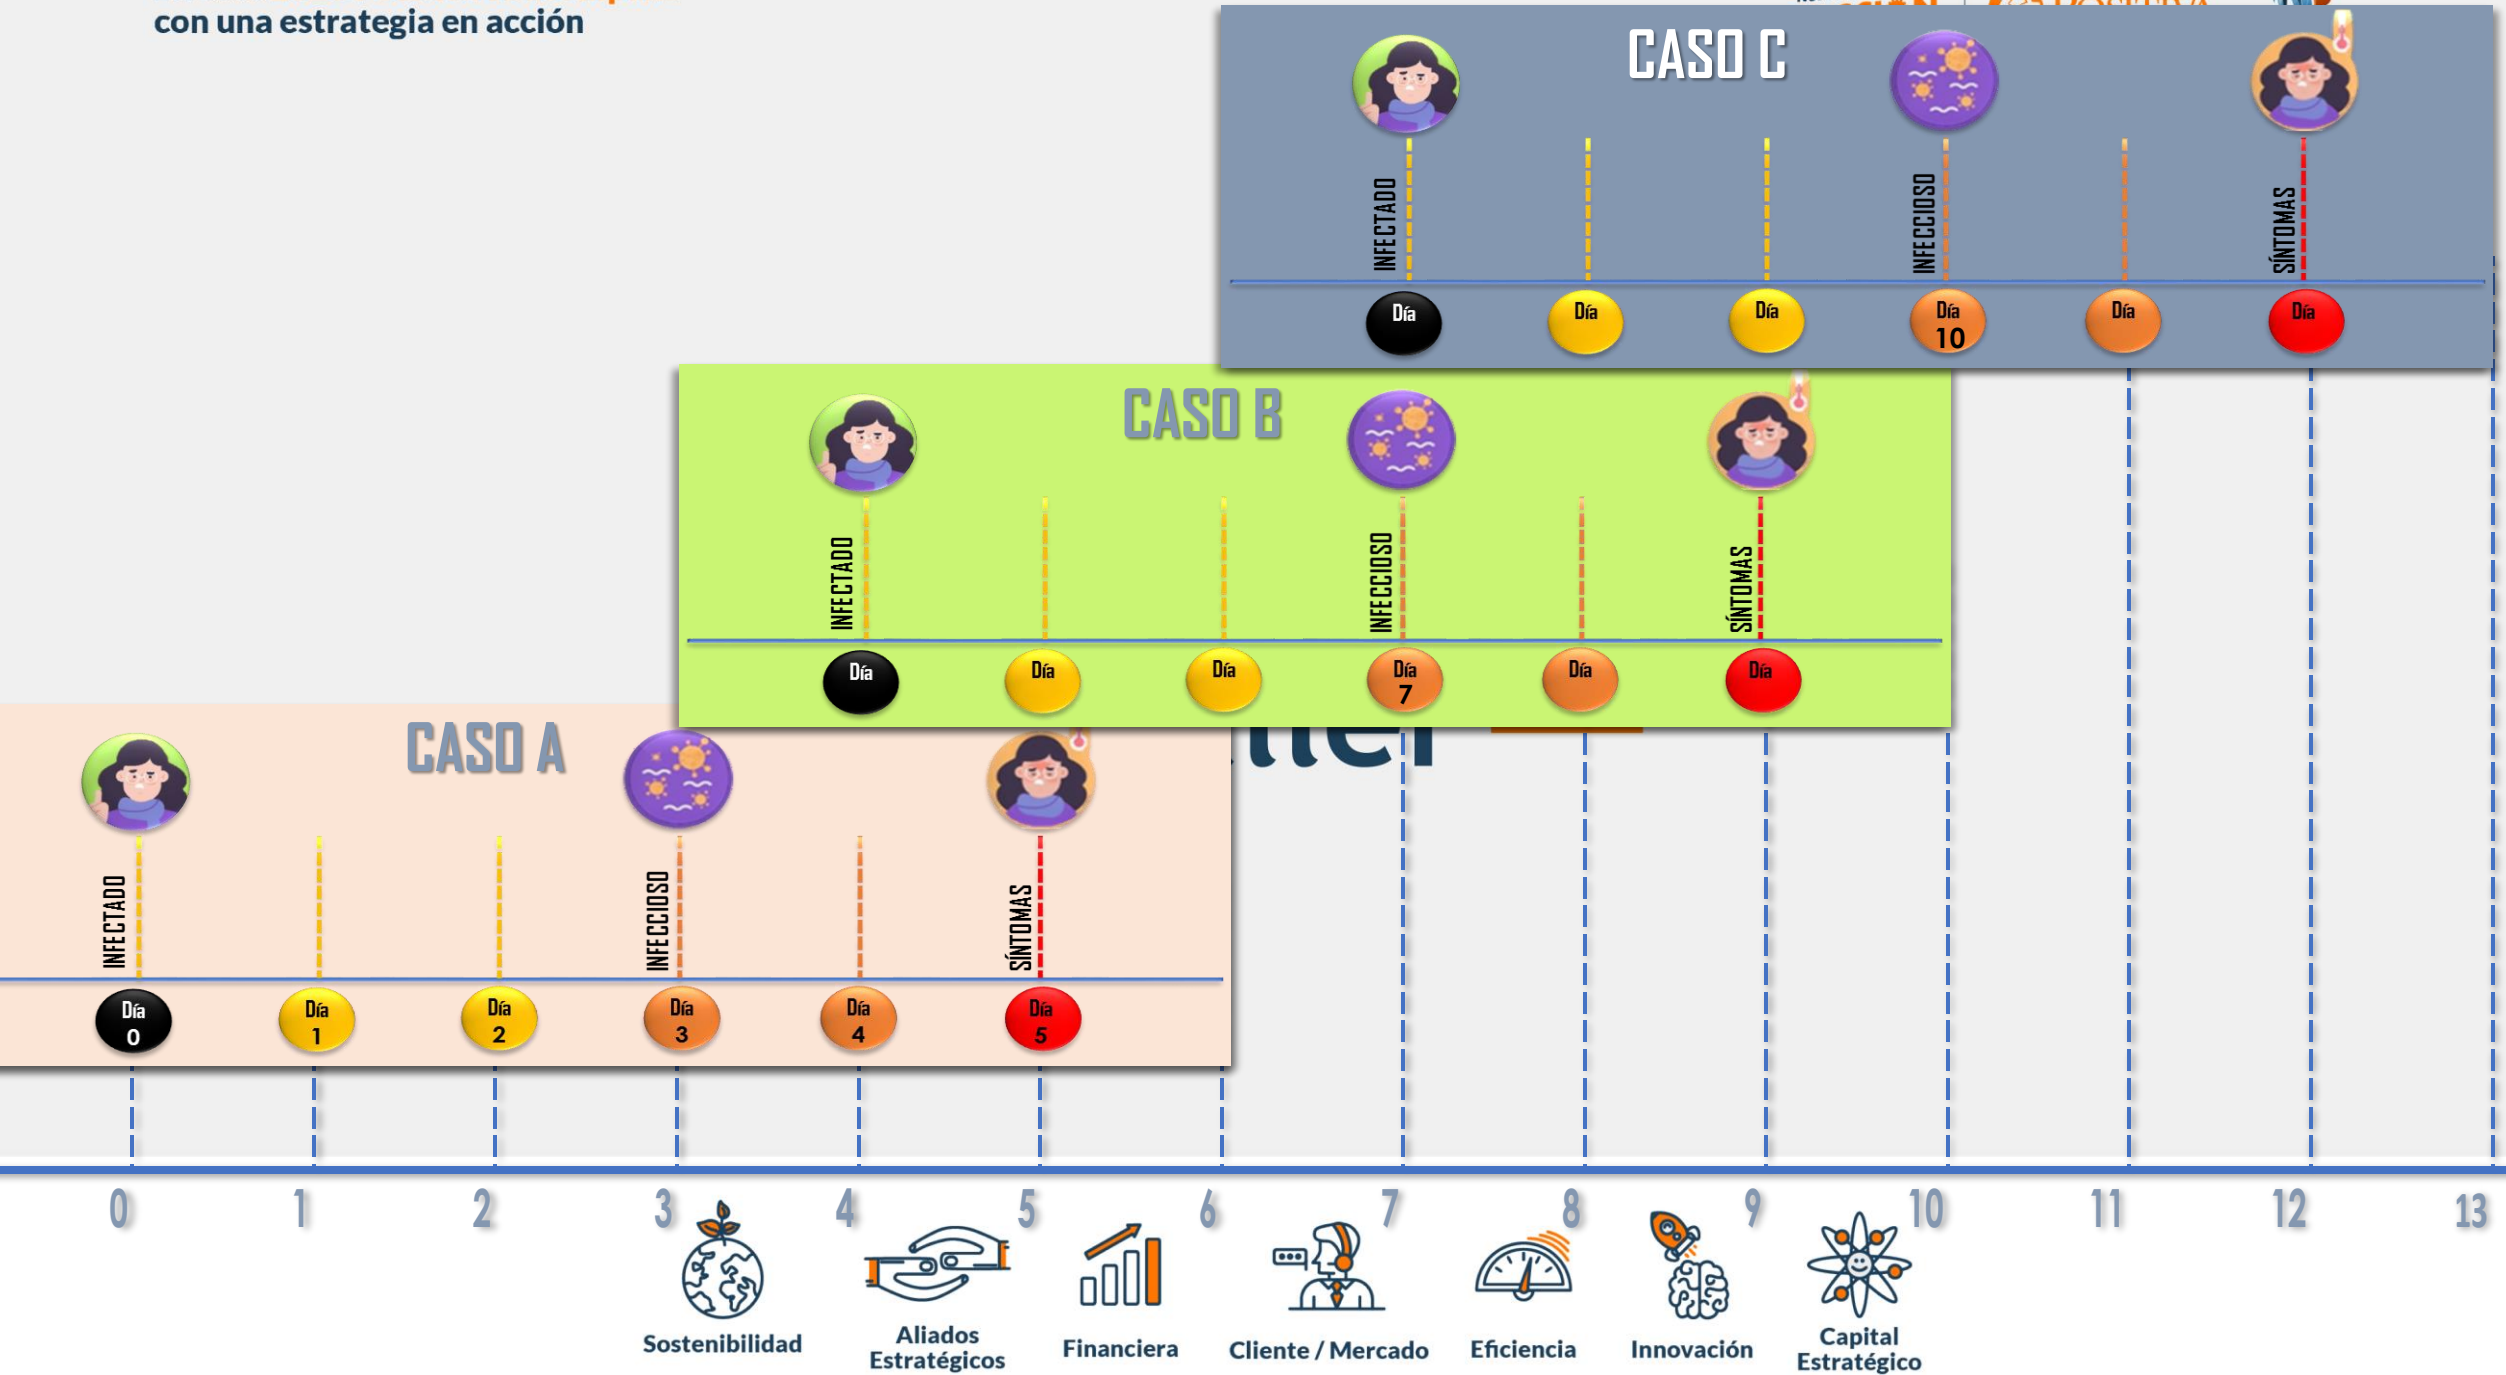 con una estrategia en acción
CASO C
INFECTADO
INFECCIOSO
SÍNTOMAS
Día
Día
Día
Día
10
Día
Día
CASO B
INFECTADO
INFECCIOSO
SÍNTOMAS
Día
Día
Día
Día
7
Día
Día
CASO A
INFECTADO
INFECCIOSO
SÍNTOMAS
Día
0
Día
1
Día
2
Día
3
Día
4
Día
5
0 1 2 3 4 5 6 7 8 9 10 11 12 13
Sostenibilidad
Aliados
Estratégicos
Financiera
Cliente / Mercado
Eficiencia
Innovación
Capital
Estratégico